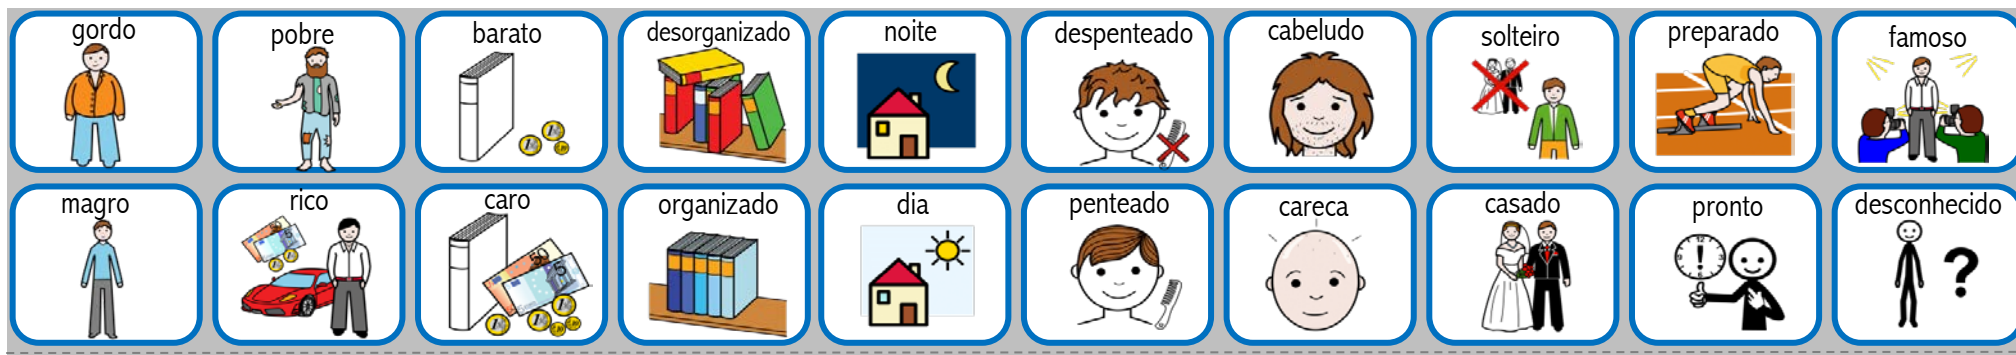 gordo
pobre
barato
desorganizado
noite
despenteado
cabeludo
solteiro
preparado
famoso
magro
rico
caro
organizado
dia
penteado
careca
casado
pronto
desconhecido